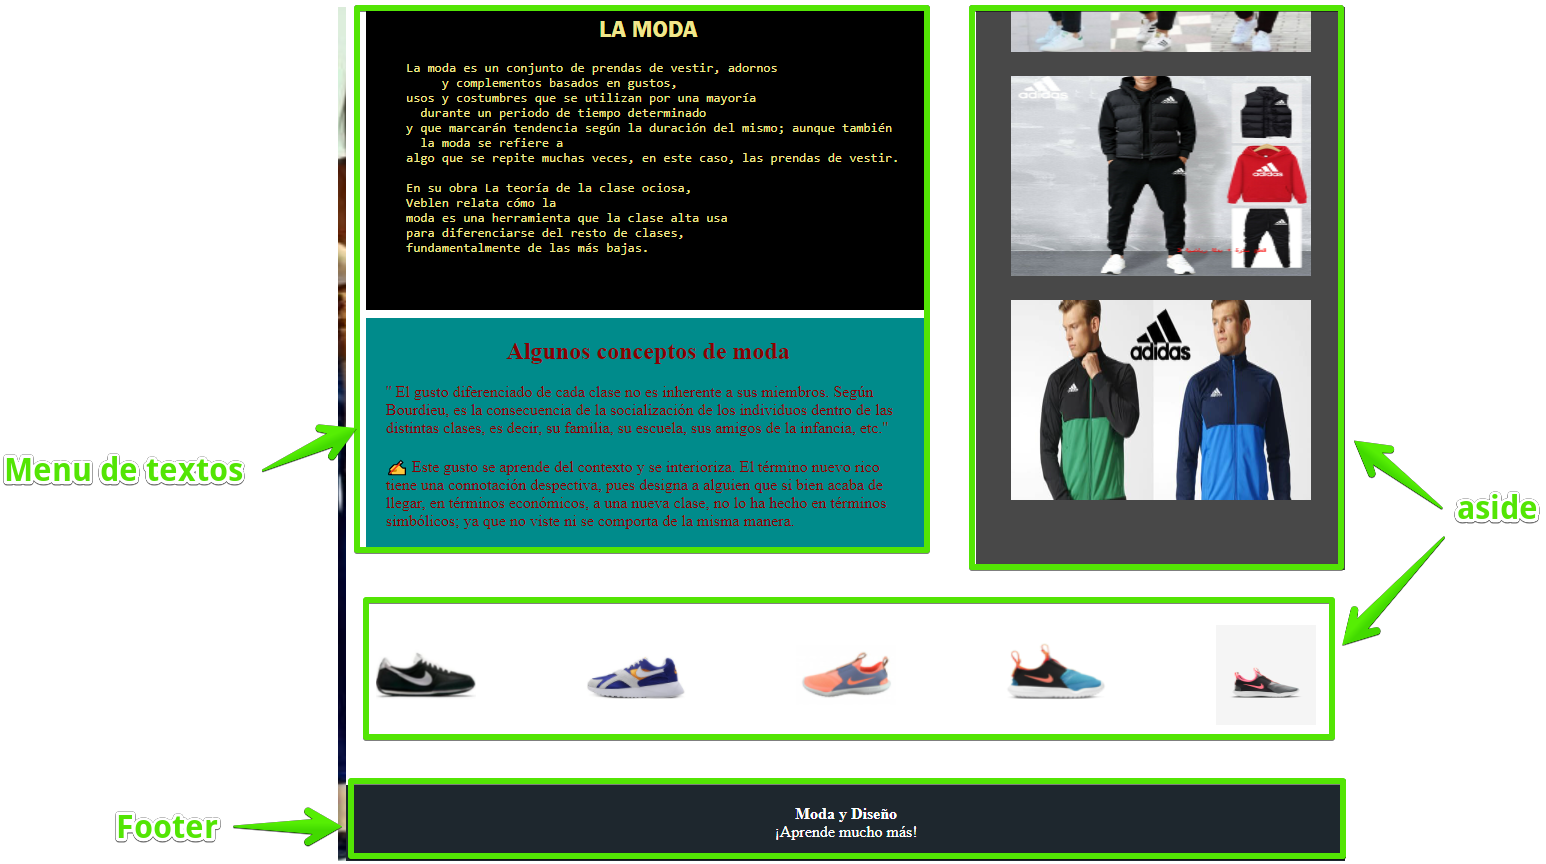 LA MODA
La moda es un conjunto de prendas de vestir, adornos
y complementos basados en gustos,
usos y costumbres que se utilizan por una mayoría
durante un periodo de tiempo determinado
y que marcarán tendencia según la duración del mismo; aunque también
la moda se refiere a
algo que se repite muchas veces, en este caso, las prendas de vestir.
En su obra La teoría de la clase ociosa,
Veblen relata cómo la
moda es una herramienta que la clase alta usa
para diferenciarse del resto de clases,
fundamentalmente de las más bajas.
Algunos conceptos de moda
" El gusto diferenciado de cada clase no es inherente a sus miembros. Según
Bourdieu, es la consecuencia de la socialización de los individuos dentro de las
distintas clases, es decir, su familia, su escuela, sus amigos de la infancia, etc."
✍ Este gusto se aprende del contexto y se interioriza. El término nuevo rico
tiene una connotación despectiva, pues designa a alguien que si bien acaba de
llegar, en términos económicos, a una nueva clase, no lo ha hecho en términos
simbólicos; ya que no viste ni se comporta de la misma manera.
adidas
adidas
adidas
Menu de textos
aside
Footer
Moda y Diseño
¡Aprende mucho más!